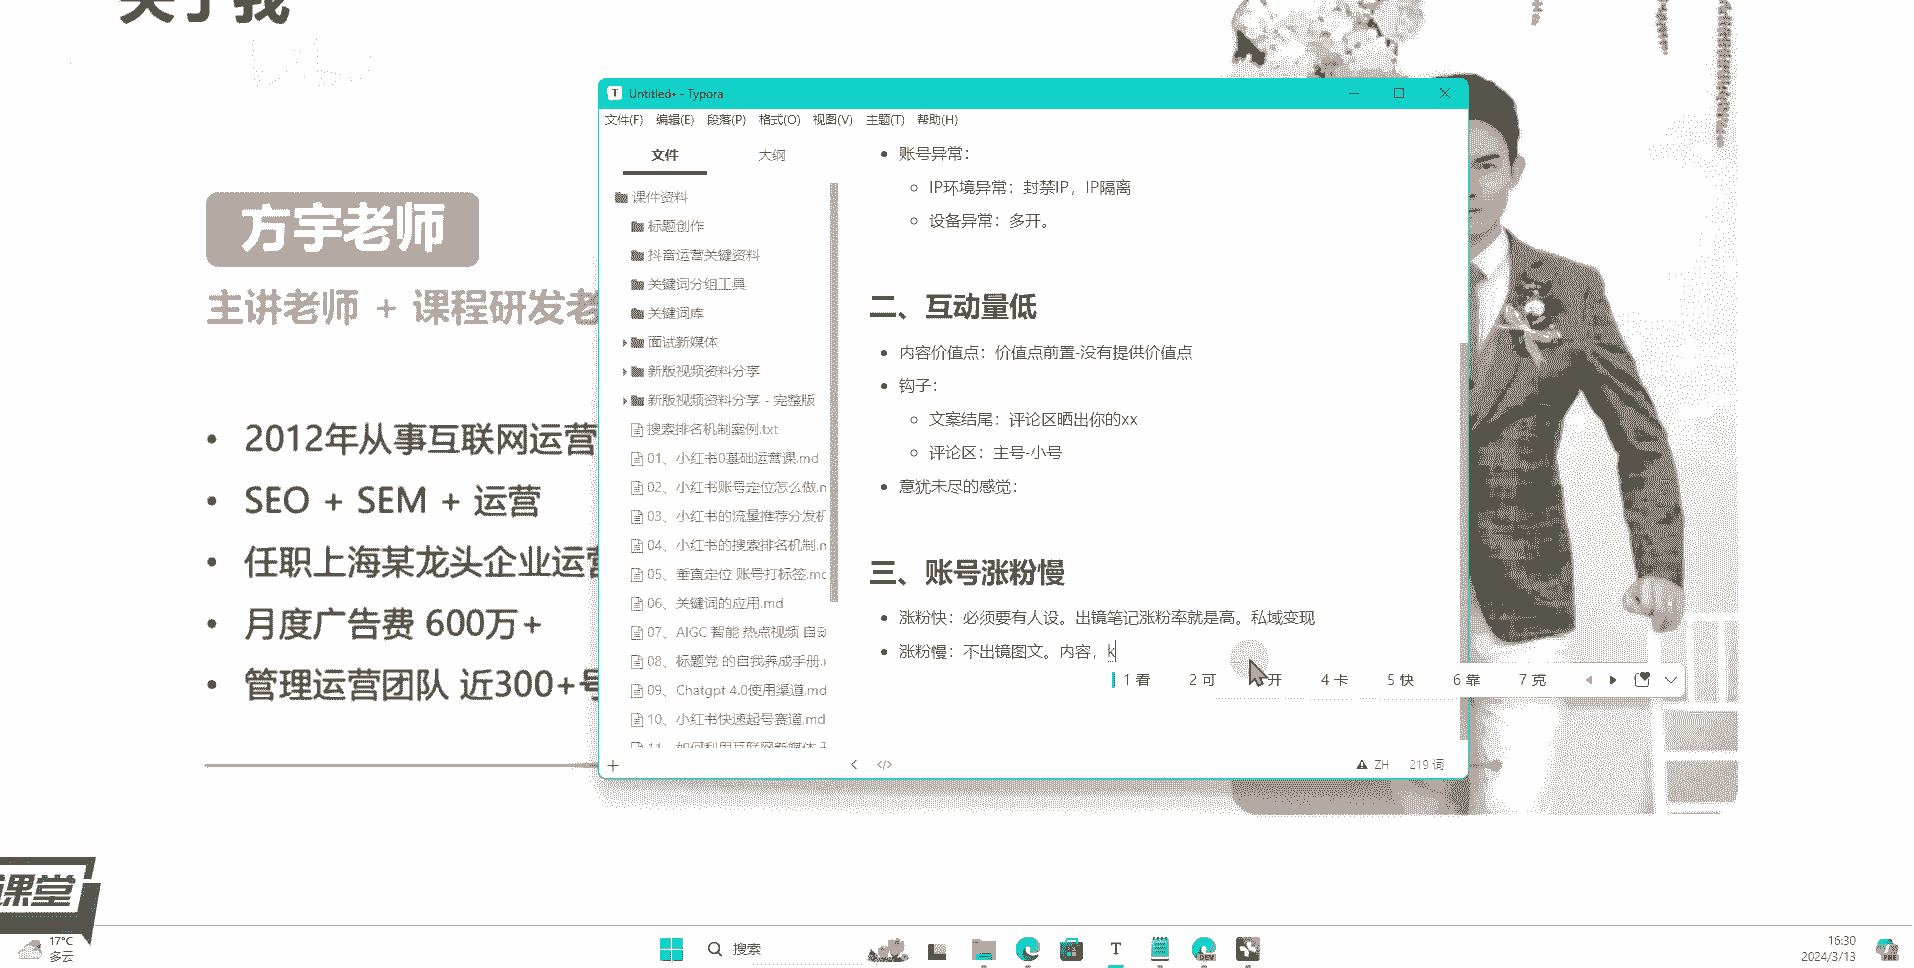 关于我
方宇老师
主讲老师 + 课程研发老
2012年从事互联网运营
SEO + SEM + 运营
任职上海某龙头企业运营
月度广告费 600万+
管理运营团队 近300+号
课堂
Untitled• - Typora
文件(F) 编辑(E) 段落(P) 格式(O) 视图(V) 主题(T) 帮助(H)
文件 大纲
课件资料
标题创作
抖音运营关键资料
关键词分组工具
关键词库
面试新媒体
新版视频资料分享
新版视频资料分享 - 完整版
搜索排名机制案例.txt
01、小红书0基础运营课.md
02、小红书账号定位怎么做.m
03、小红书的流量推荐分发机
04、小红书的搜索排名机制.m
05、垂直定位 账号打标签.md
06、关键词的应用.md
07、AIGC 智能 热点视频 自动
08、标题党 的自我养成手册.
09、Chatgpt 4.0使用渠道.md
10、小红书快速起号赛道.md
11、如何利用互联网新媒体
账号异常：
IP环境异常：封禁IP，IP隔离
设备异常：多开。
二、互动量低
内容价值点：价值点前置-没有提供价值点
钩子：
文案结尾：评论区晒出你的xx
评论区：主号-小号
意犹未尽的感觉：
三、账号涨粉慢
涨粉快：必须要有人设。出镜笔记涨粉率就是高。私域变现
涨粉慢：不出镜图文。内容，k
1 看 2 可 开 4 卡 5 快 6 靠 7 克
ZH 219 词
17°C
多云
搜索
DEV
16:30
2024/3/13
PRE